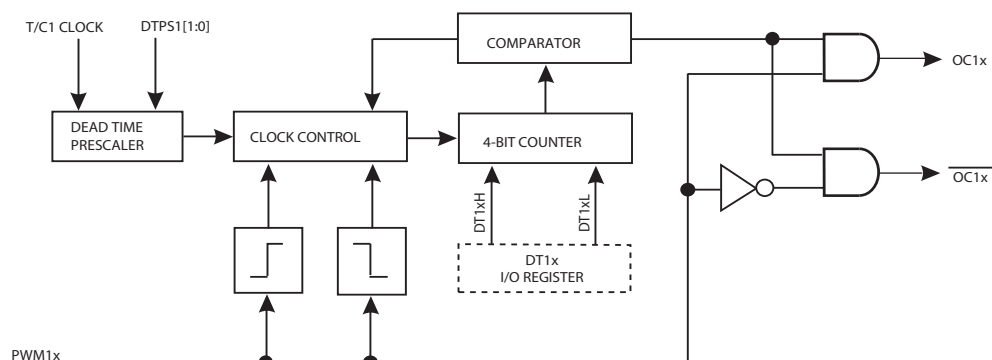 T/C1 CLOCK
DTPS1[1:0]
COMPARATOR
OC1x
DEAD TIME
PRESCALER
CLOCK CONTROL
4-BIT COUNTER
OC1x
DT1xH
DT1xL
DT1x
I/O REGISTER
PWM1x